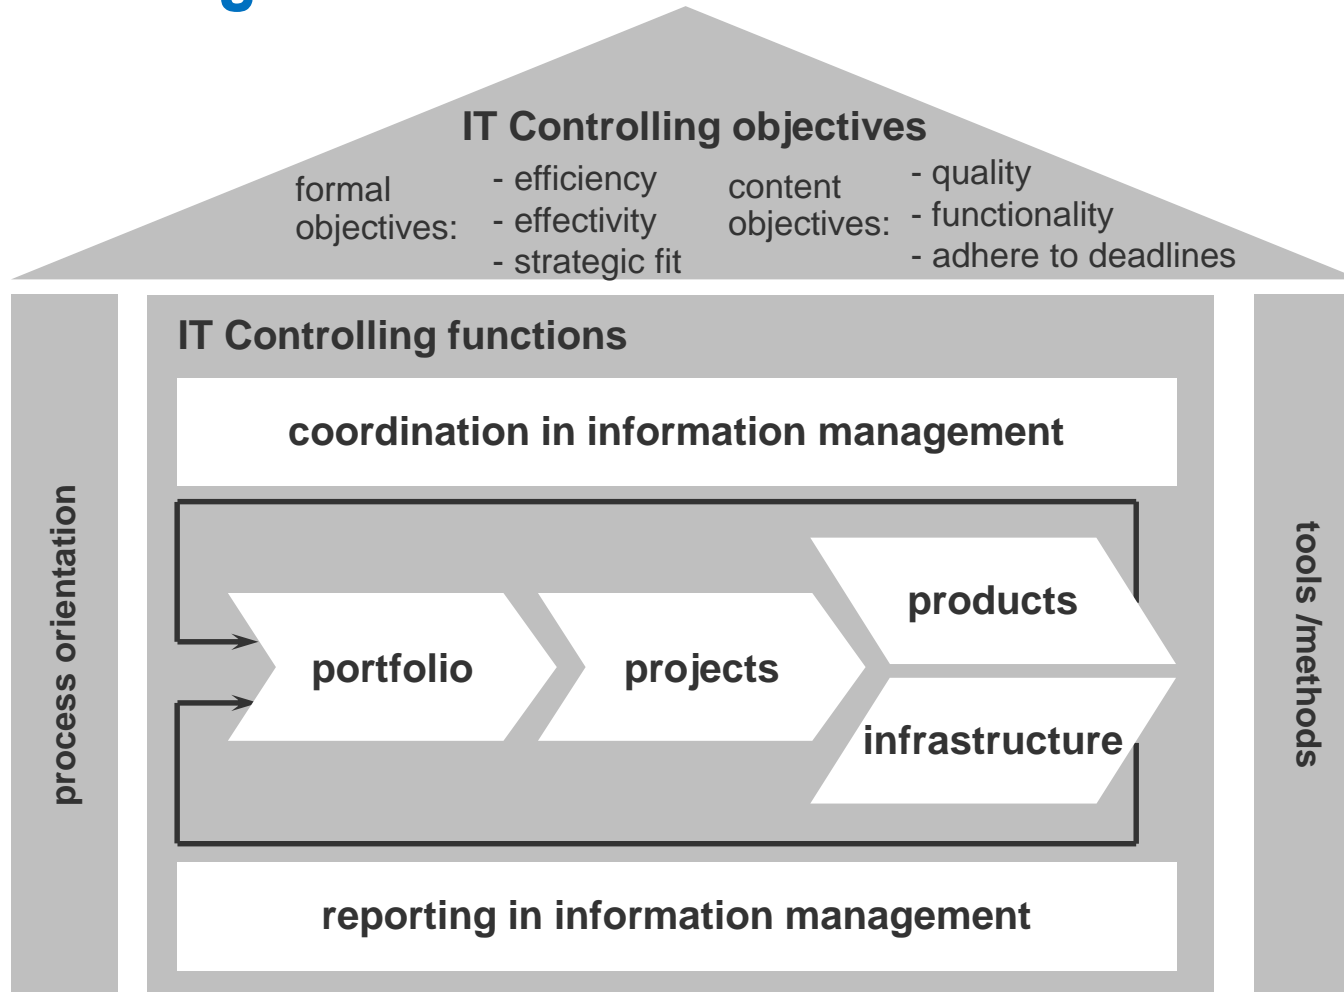 IT Controlling objectives
formal
objectives:
- efficiency
- effectivity
- strategic fit
content
objectives:
- quality
- functionality
- adhere to deadlines
process orientation
IT Controlling functions
coordination in information management
portfolio
projects
products
infrastructure
reporting in information management
tools /methods